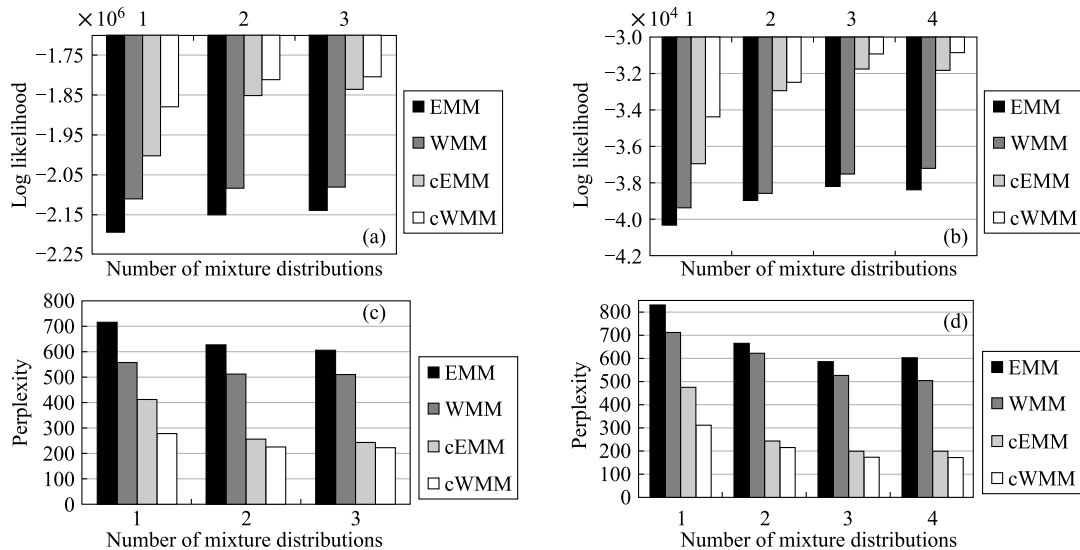 ×10⁶
1
2
3
−1.75
−1.85
−1.95
−2.05
−2.15
−2.25
Log likelihood
(a)
Number of mixture distributions
EMM
WMM
cEMM
cWMM
×10⁴
1
2
3
4
−3.0
−3.2
−3.4
−3.6
−3.8
−4.0
−4.2
Log likelihood
(b)
Number of mixture distributions
EMM
WMM
cEMM
cWMM
800
700
600
500
400
300
200
100
0
Perplexity
(c)
1
2
3
Number of mixture distributions
EMM
WMM
cEMM
cWMM
800
700
600
500
400
300
200
100
0
Perplexity
(d)
1
2
3
4
Number of mixture distributions
EMM
WMM
cEMM
cWMM